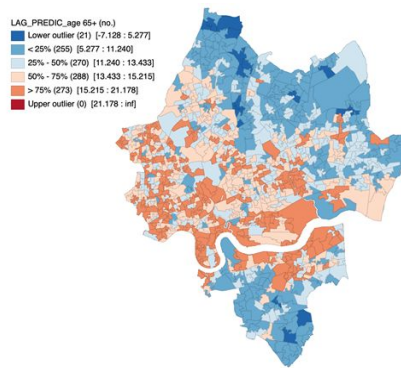 LAG_PREDIC_age 65+ (no.)
Lower outlier (21) [-7.128 : 5.277]
< 25% (255) [5.277 : 11.240]
25% - 50% (270) [11.240 : 13.433]
50% - 75% (288) [13.433 : 15.215]
> 75% (273) [15.215 : 21.178]
Upper outlier (0) [21.178 : inf]